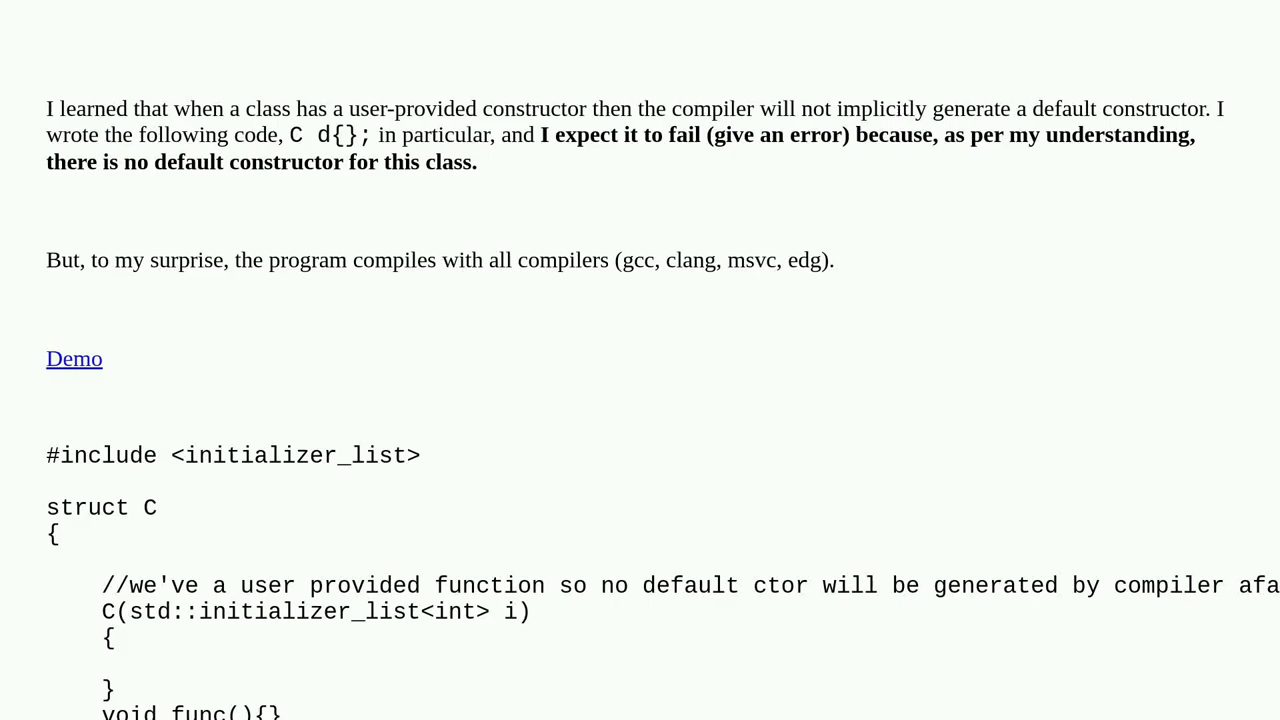 I learned that when a class has a user-provided constructor then the compiler will not implicitly generate a default constructor. I
wrote the following code, C d{}; in particular, and I expect it to fail (give an error) because, as per my understanding,
there is no default constructor for this class.
But, to my surprise, the program compiles with all compilers (gcc, clang, msvc, edg).
Demo
#include <initializer_list>
struct C
{
//we've a user provided function so no default ctor will be generated by compiler afa
C(std::initializer_list<int> i)
{
}
void func(){}